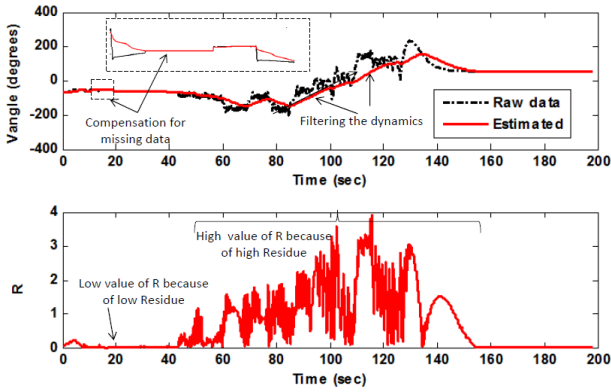 400
200
0
-200
-400
Vangle (degrees)
Compensation for
missing data
Filtering the dynamics
Raw data
Estimated
0 20 40 60 80 100 120 140 160 180 200
Time (sec)
4
3
2
1
0
R
High value of R because
of high Residue
Low value of R because
of low Residue
0 20 40 60 80 100 120 140 160 180 200
Time (sec)